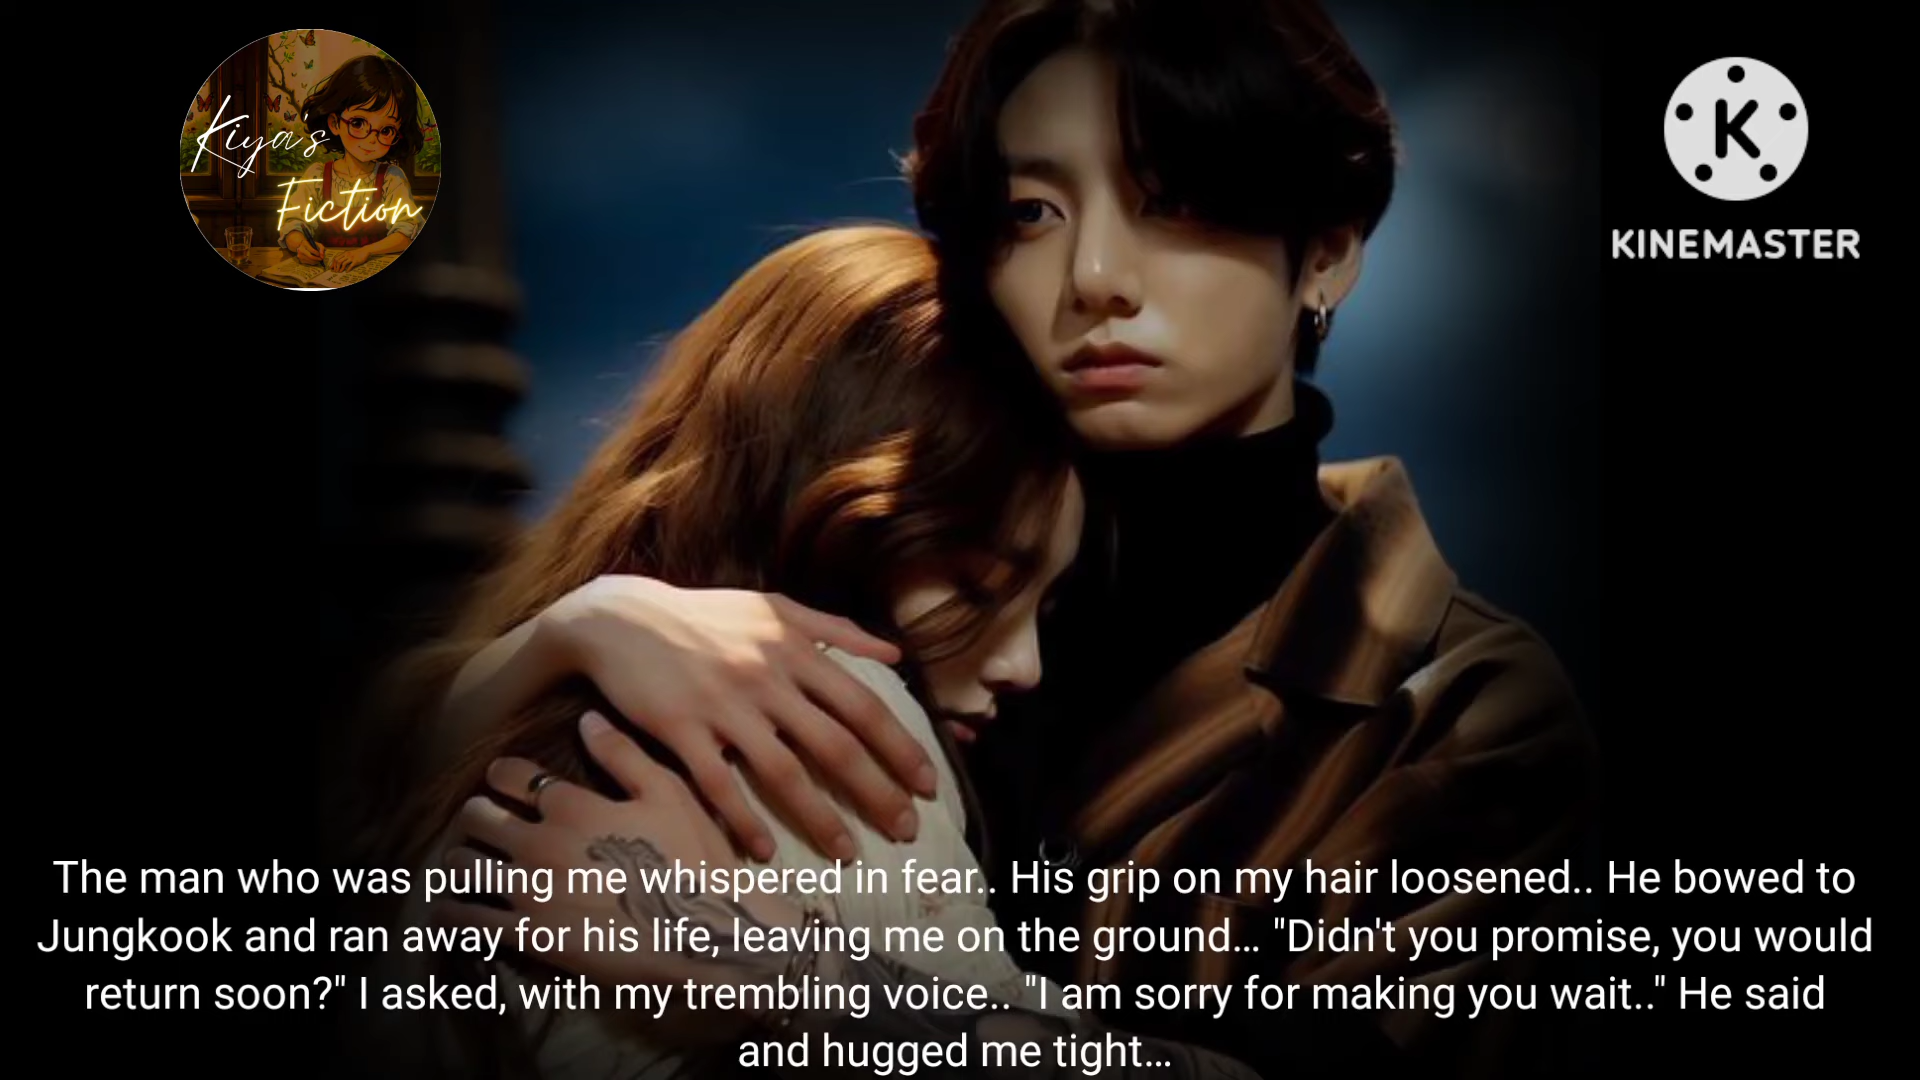 Kiya's
Fiction
K
KINEMASTER
The man who was pulling me whispered in fear.. His grip on my hair loosened.. He bowed to
Jungkook and ran away for his life, leaving me on the ground... "Didn't you promise, you would
return soon?" I asked, with my trembling voice.. "I am sorry for making you wait.." He said
and hugged me tight...